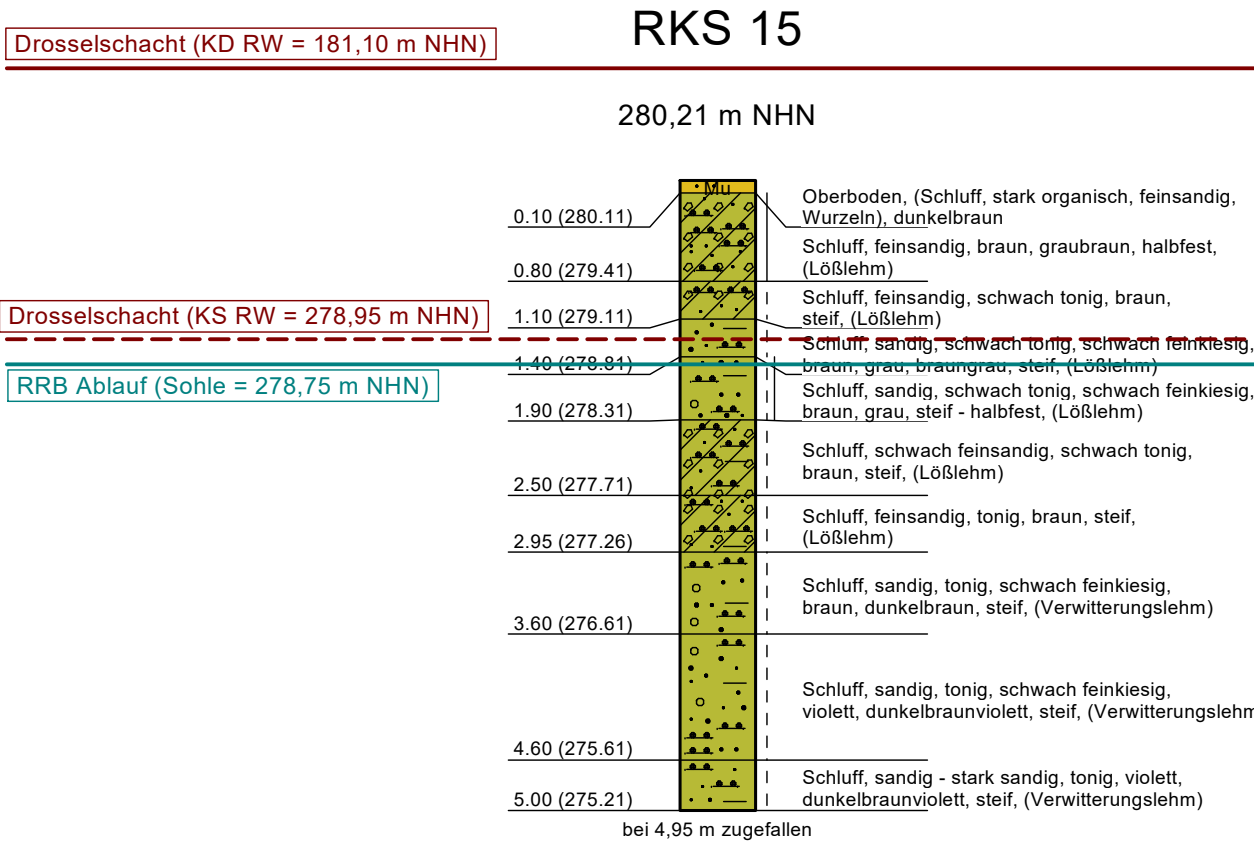 RKS 15
Drosselschacht (KD RW = 181,10 m NHN)
280,21 m NHN
Mu
0.10 (280.11)
Oberboden, (Schluff, stark organisch, feinsandig,
Wurzeln), dunkelbraun
0.80 (279.41)
Schluff, feinsandig, braun, graubraun, halbfest,
(Lößlehm)
Drosselschacht (KS RW = 278,95 m NHN)
1.10 (279.11)
Schluff, feinsandig, schwach tonig, braun,
steif, (Lößlehm)
1.40 (278.81)
Schluff, sandig, schwach tonig, schwach feinkiesig,
braun, grau, braungrau, steif, (Lößlehm)
RRB Ablauf (Sohle = 278,75 m NHN)
1.90 (278.31)
Schluff, sandig, schwach tonig, schwach feinkiesig,
braun, grau, steif - halbfest, (Lößlehm)
2.50 (277.71)
Schluff, schwach feinsandig, schwach tonig,
braun, steif, (Lößlehm)
2.95 (277.26)
Schluff, feinsandig, tonig, braun, steif,
(Lößlehm)
3.60 (276.61)
Schluff, sandig, tonig, schwach feinkiesig,
braun, dunkelbraun, steif, (Verwitterungslehm)
4.60 (275.61)
Schluff, sandig, tonig, schwach feinkiesig,
violett, dunkelbraunviolett, steif, (Verwitterungslehm
5.00 (275.21)
Schluff, sandig - stark sandig, tonig, violett,
dunkelbraunviolett, steif, (Verwitterungslehm)
bei 4,95 m zugefallen